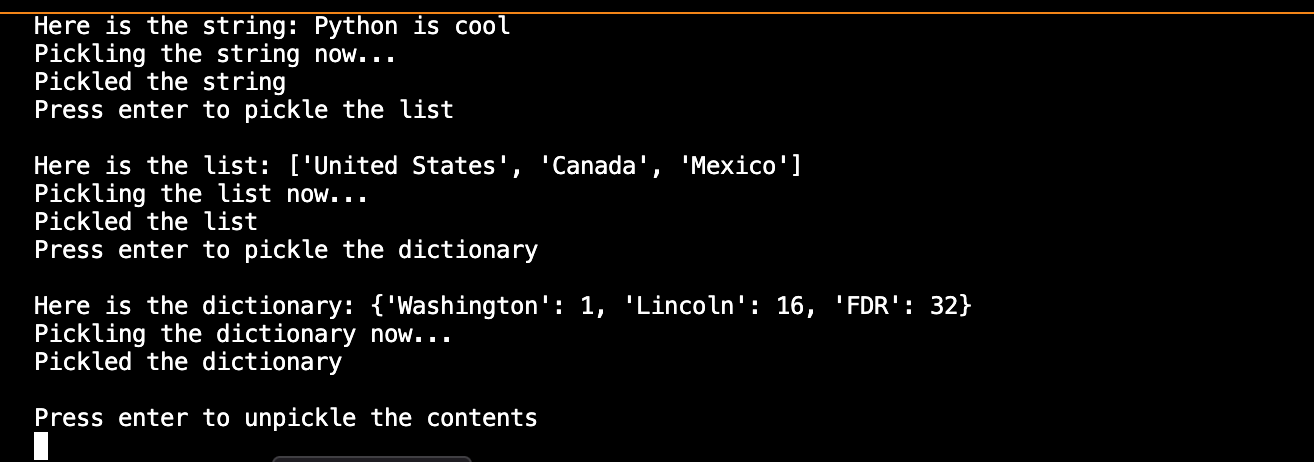 Here is the string: Python is cool
Pickling the string now...
Pickled the string
Press enter to pickle the list
Here is the list: ['United States', 'Canada', 'Mexico']
Pickling the list now...
Pickled the list
Press enter to pickle the dictionary
Here is the dictionary: {'Washington': 1, 'Lincoln': 16, 'FDR': 32}
Pickling the dictionary now...
Pickled the dictionary
Press enter to unpickle the contents